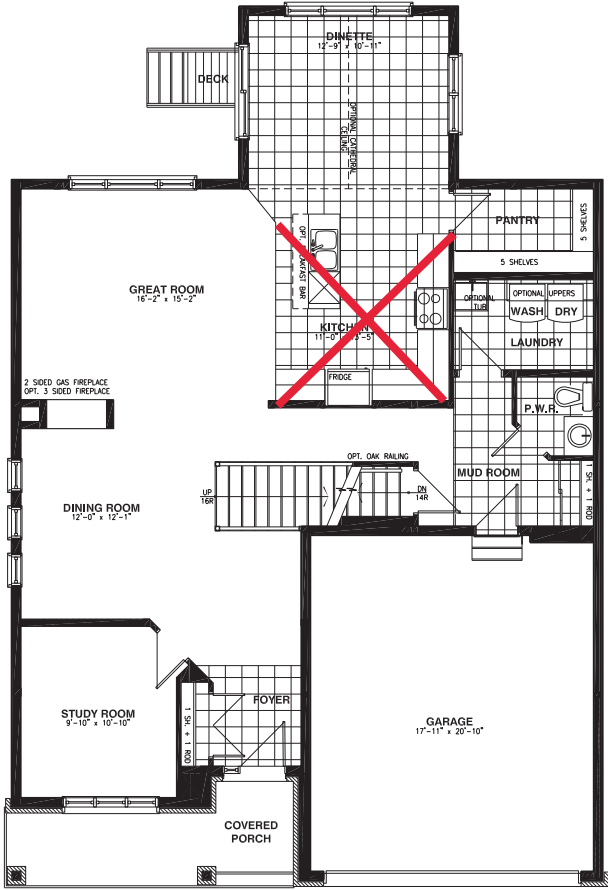 DINETTE
12'-9" x 10'-11"
DECK
OPTIONAL CATHEDRAL
CEILING
PANTRY
5 SHELVES
5 SHELVES
OPT. BREAKFAST BAR
GREAT ROOM
16'-2" x 15'-2"
OPTIONAL
TUB
OPTIONAL UPPERS
WASH DRY
LAUNDRY
KITCHEN
11'-0"
FRIDGE
2 SIDED GAS FIREPLACE
OPT. 3 SIDED FIREPLACE
P.W.R.
OPT. OAK RAILING
MUD ROOM
1 SH. + 1 ROD
UP
16R
DN
14R
DINING ROOM
12'-0" x 12'-1"
STUDY ROOM
9'-10" x 10'-10"
FOYER
1 SH. + 1 ROD
GARAGE
17'-11" x 20'-10"
COVERED
PORCH